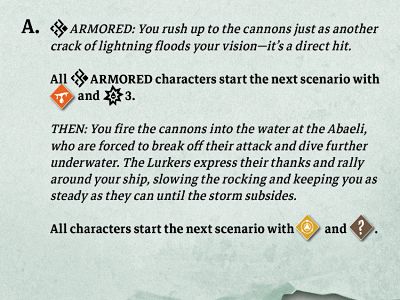 A. ARMORED: You rush up to the cannons just as another
crack of lightning floods your vision—it's a direct hit.
All ARMORED characters start the next scenario with
and 3.
THEN: You fire the cannons into the water at the Abaeli,
who are forced to break off their attack and dive further
underwater. The Lurkers express their thanks and rally
around your ship, slowing the rocking and keeping you as
steady as they can until the storm subsides.
All characters start the next scenario with and ? .